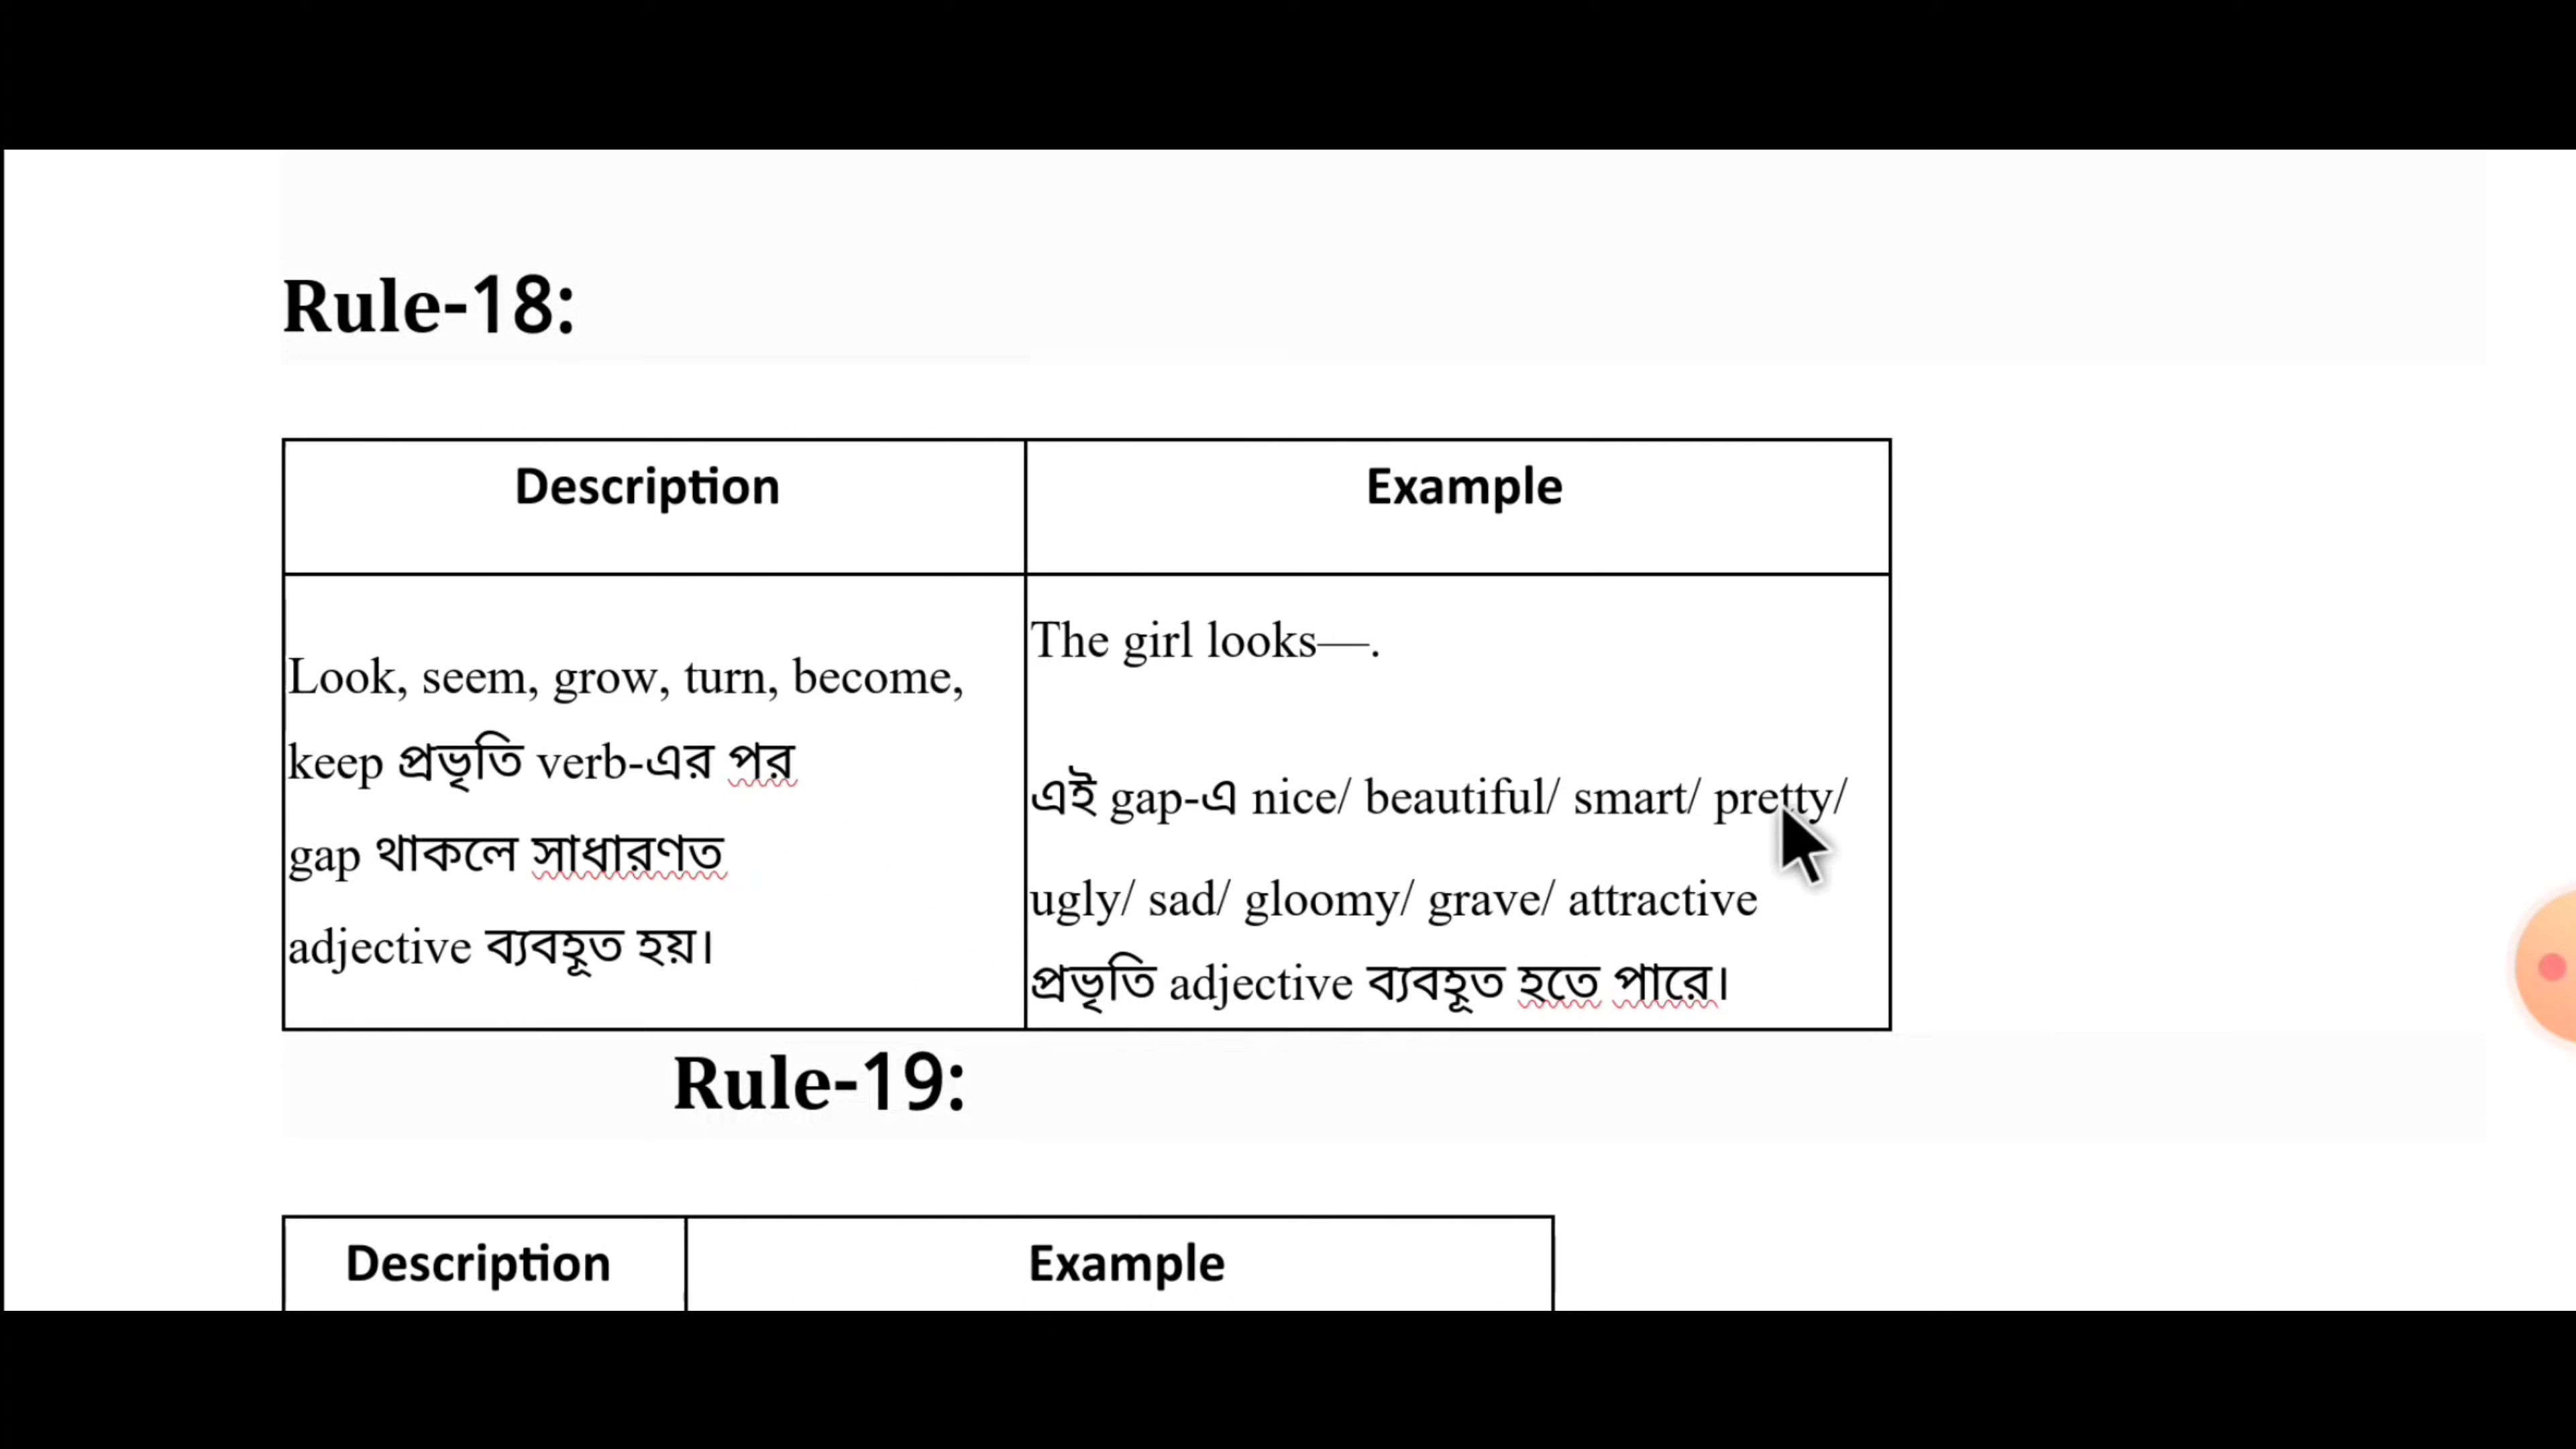 Rule-18:
Description
Example
Look, seem, grow, turn, become,
keep প্রভৃতি verb-এর পর
gap থাকলে সাধারণত
adjective ব্যবহূত হয়।
The girl looks—.
এই gap-এ nice/ beautiful/ smart/ pretty/
ugly/ sad/ gloomy/ grave/ attractive
প্রভৃতি adjective ব্যবহূত হতে পারে।
Rule-19:
Description
Example